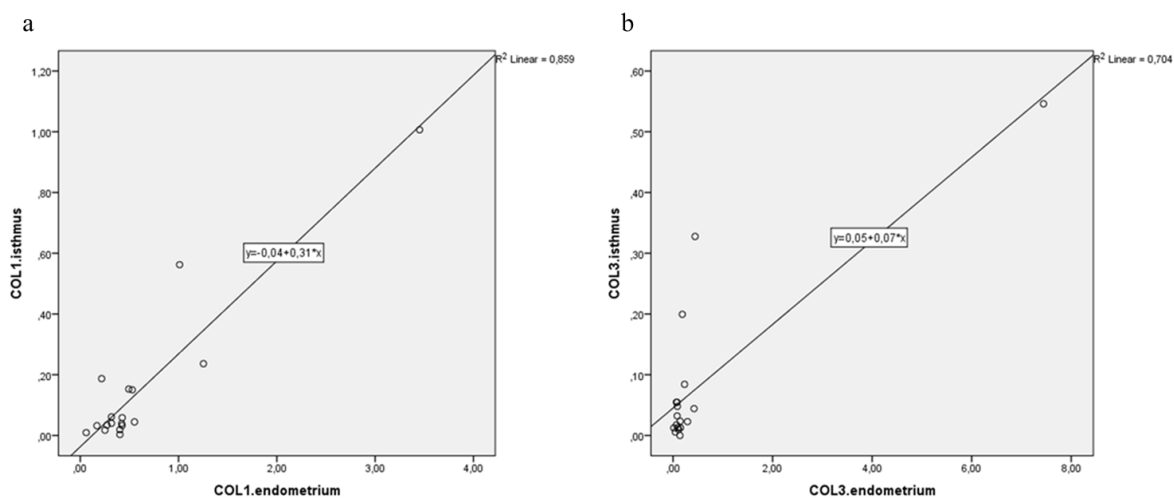 a
R² Linear = 0,859
1,20
1,00
,80
,60
,40
,20
,00
COL1.isthmus
y=-0,04+0,31*x
,00 1,00 2,00 3,00 4,00
COL1.endometrium
b
R² Linear = 0,704
,60
,50
,40
,30
,20
,10
,00
COL3.isthmus
y=0,05+0,07*x
,00 2,00 4,00 6,00 8,00
COL3.endometrium